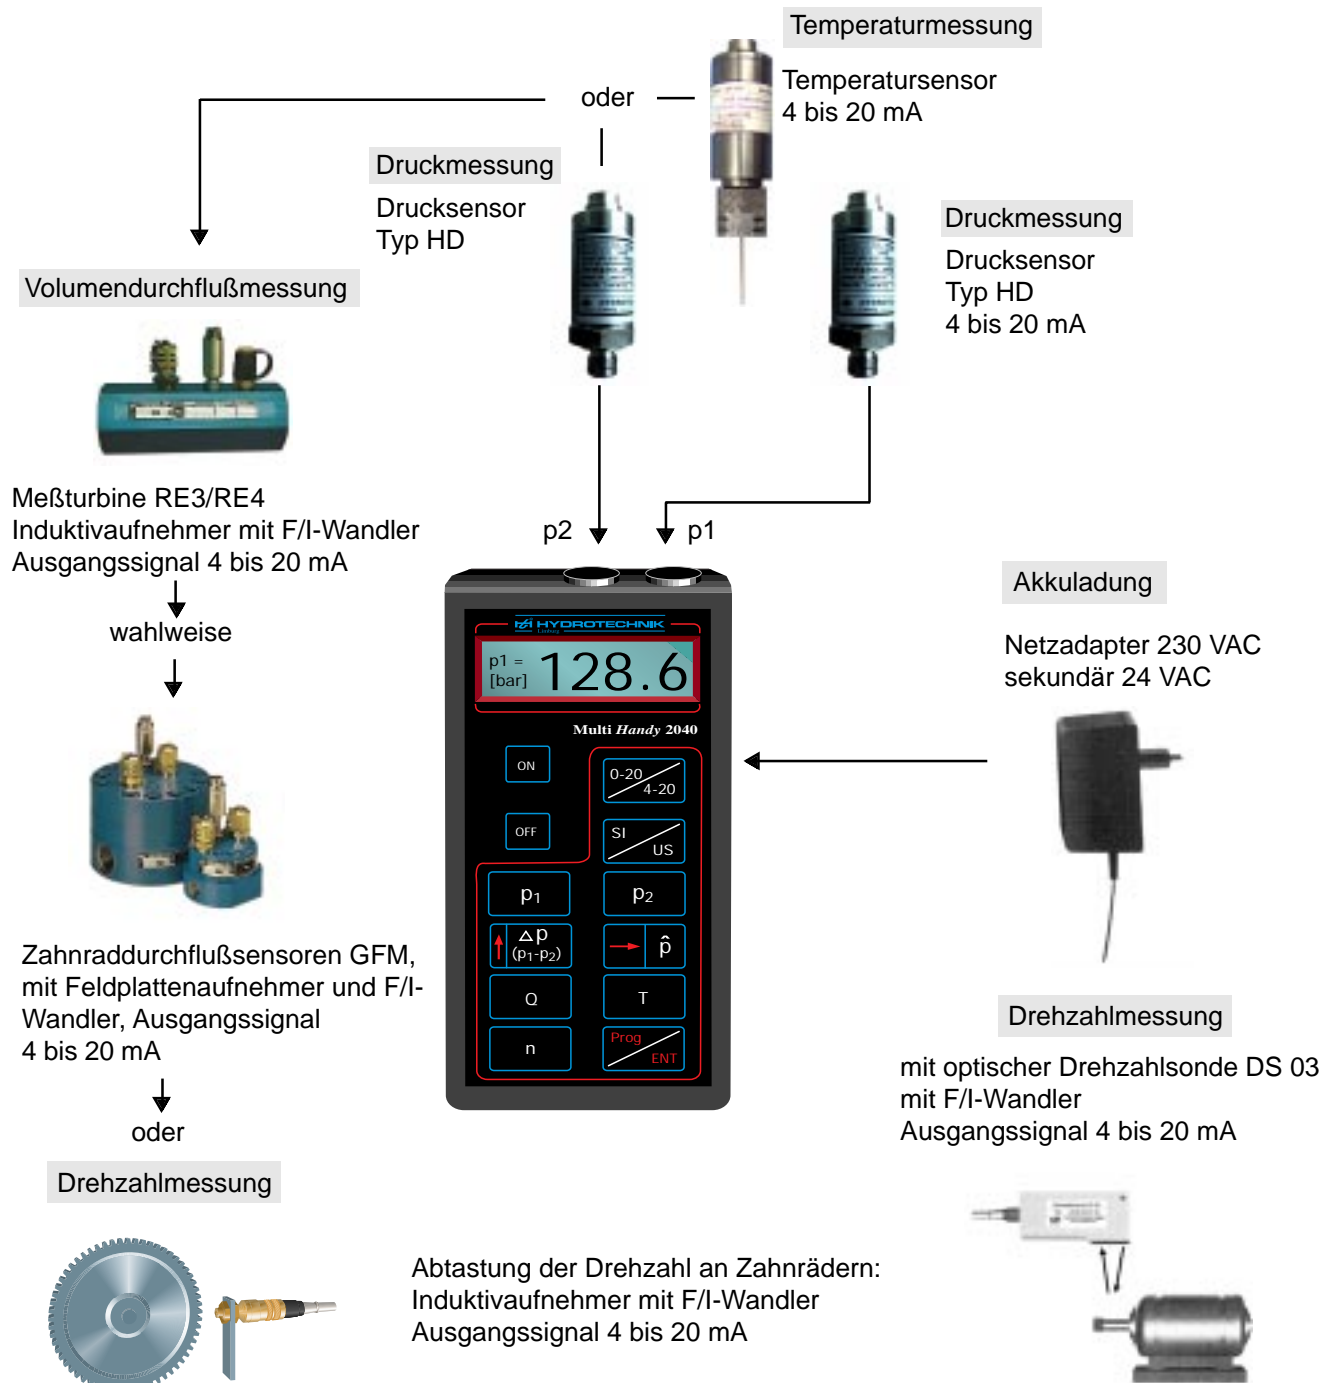 Temperaturmessung
Temperatursensor
4 bis 20 mA
oder
Druckmessung
Drucksensor
Typ HD
Druckmessung
Drucksensor
Typ HD
4 bis 20 mA
Volumendurchflußmessung
Meßturbine RE3/RE4
Induktivaufnehmer mit F/I-Wandler
Ausgangssignal 4 bis 20 mA
wahlweise
Zahnraddurchflußsensoren GFM,
mit Feldplattenaufnehmer und F/I-
Wandler, Ausgangssignal
4 bis 20 mA
oder
Drehzahlmessung
p2
p1
HYDROTECHNIK
Limburg
p1 =
[bar]
128.6
Multi Handy 2040
ON
0-20
4-20
OFF
SI
US
p1
p2
△p
(p1-p2)
p̂
Q
T
n
Prog
ENT
Akkuladung
Netzadapter 230 VAC
sekundär 24 VAC
Drehzahlmessung
mit optischer Drehzahlsonde DS 03
mit F/I-Wandler
Ausgangssignal 4 bis 20 mA
Abtastung der Drehzahl an Zahnrädern:
Induktivaufnehmer mit F/I-Wandler
Ausgangssignal 4 bis 20 mA